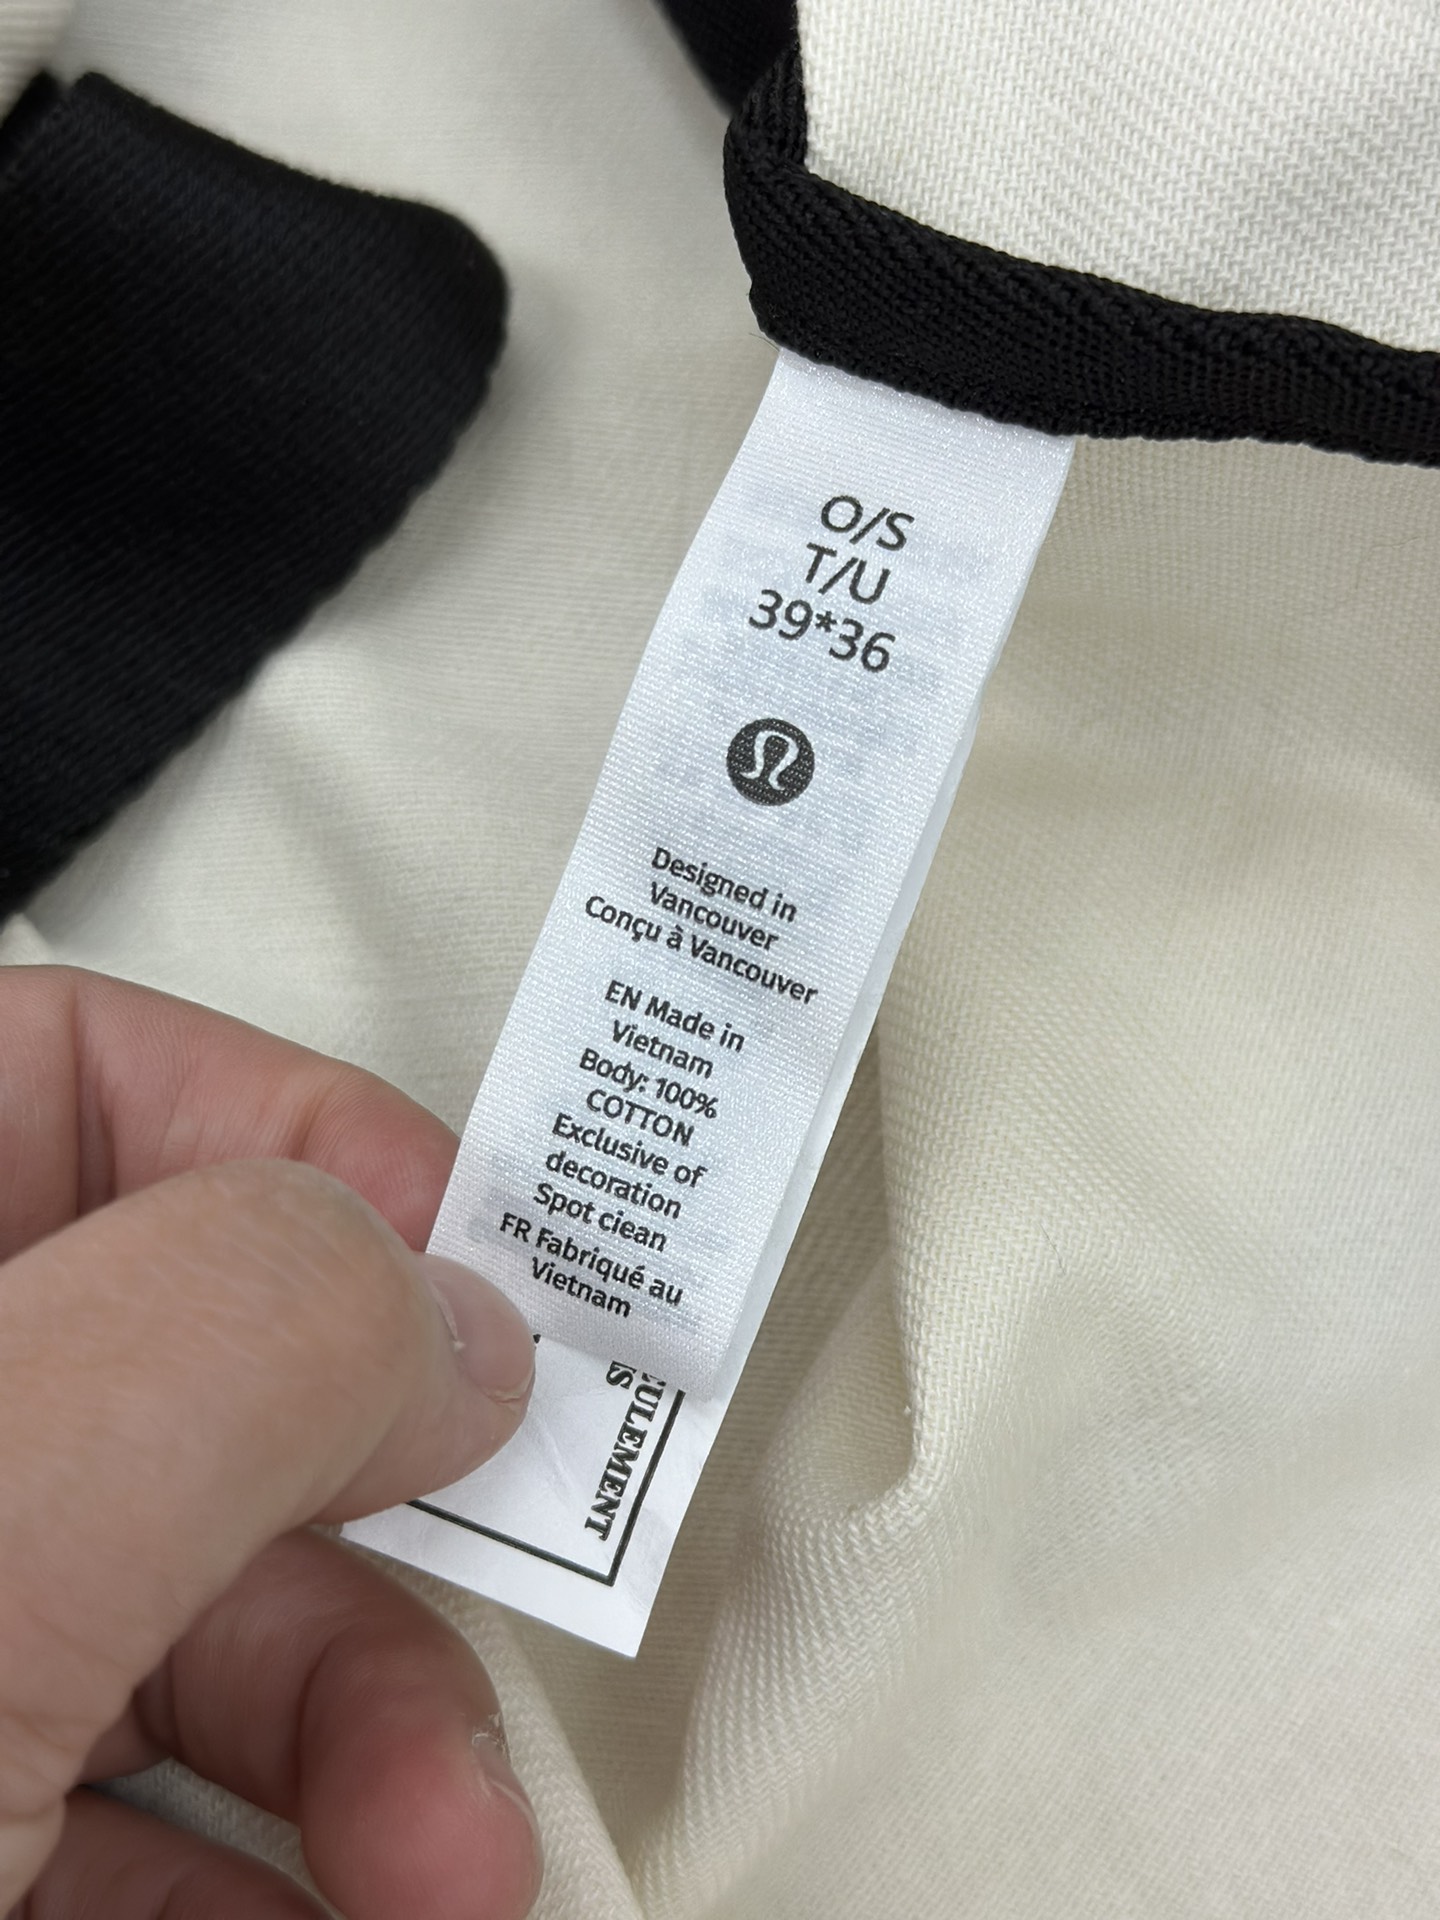 O/S
T/U
39*36
Designed in
Vancouver
Conçu à Vancouver
EN Made in
Vietnam
Body: 100%
COTTON
Exclusive of
decoration
Spot clean
FR Fabriqué au
Vietnam